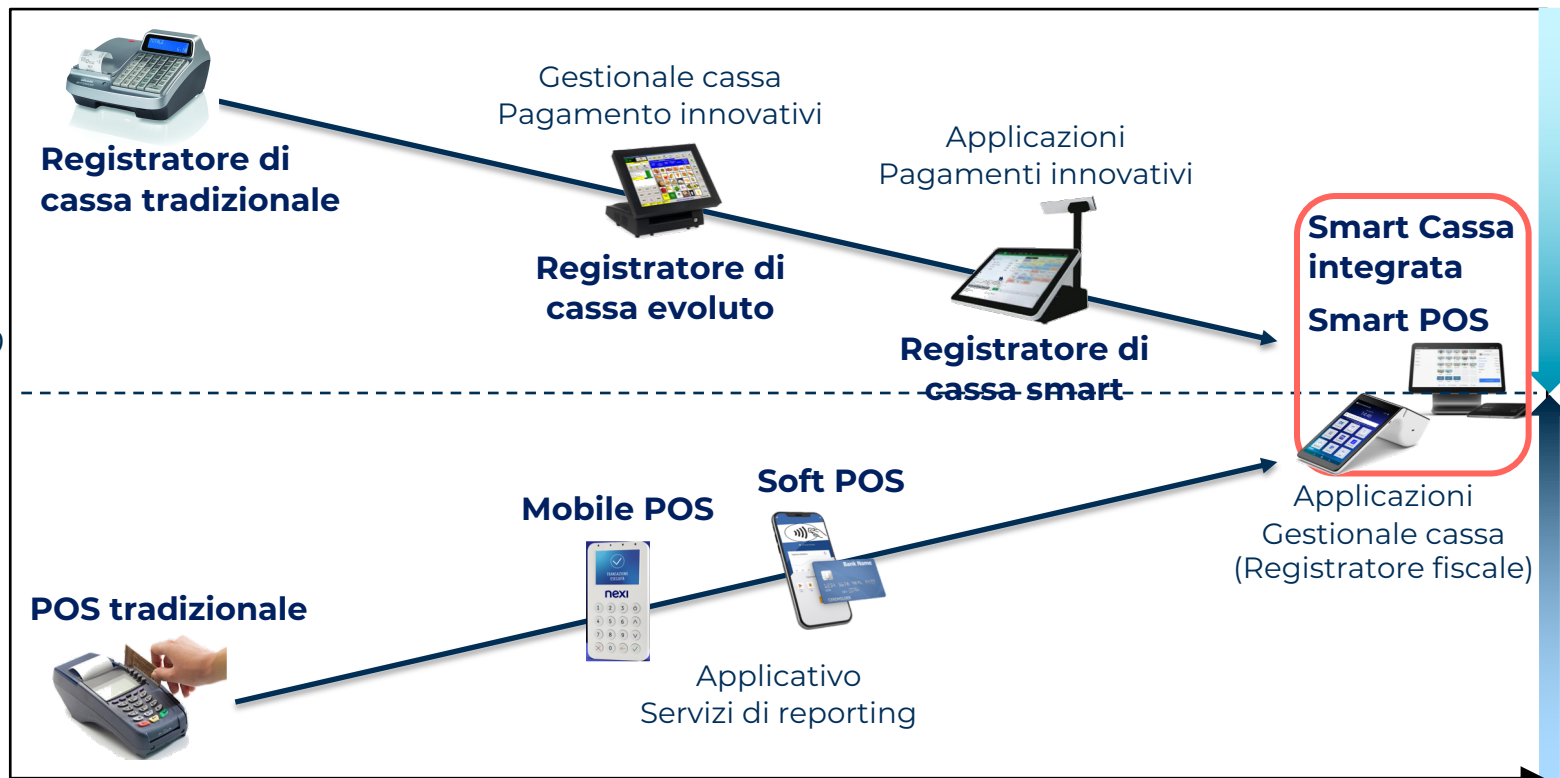 Gestionale cassa
Pagamento innovativi
Applicazioni
Pagamenti innovativi
Registratore di
cassa tradizionale
Smart Cassa
integrata
Registratore di
cassa evoluto
Smart POS
Registratore di
cassa smart
Soft POS
Mobile POS
Applicazioni
Gestionale cassa
(Registratore fiscale)
Bank Name
nexi
POS tradizionale
Applicativo
Servizi di reporting